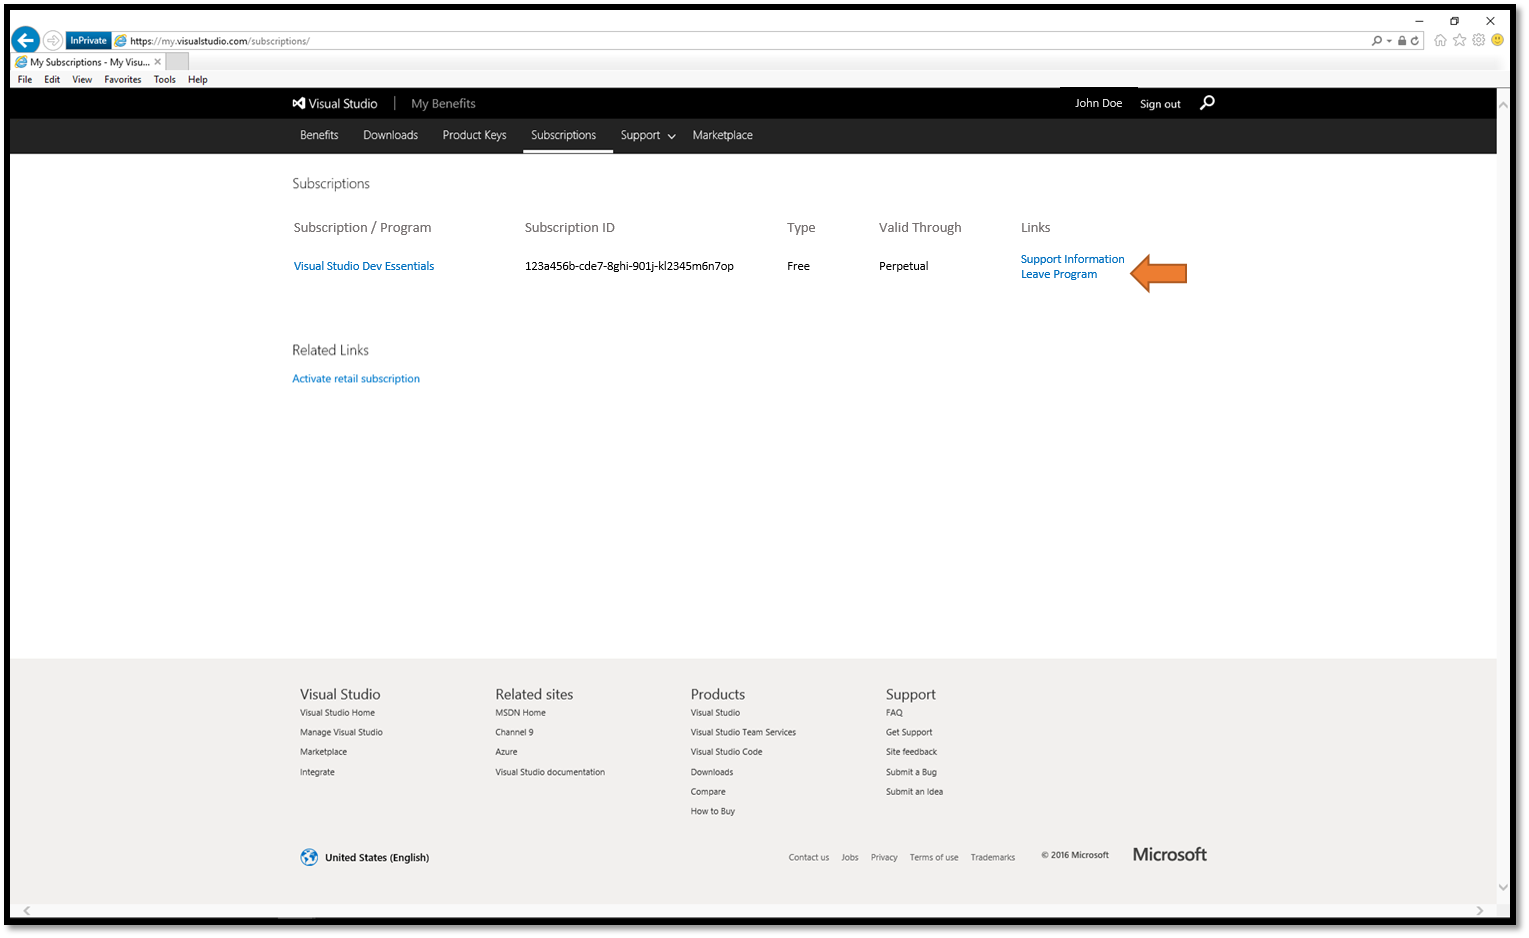 InPrivate https://my.visualstudio.com/subscriptions/
My Subscriptions - My Visu...
File Edit View Favorites Tools Help
Visual Studio | My Benefits John Doe Sign out
Benefits Downloads Product Keys Subscriptions Support Marketplace
Subscriptions
Subscription / Program Subscription ID Type Valid Through Links
Visual Studio Dev Essentials 123a456b-cde7-8ghi-901j-kl2345m6n7op Free Perpetual Support Information
Leave Program
Related Links
Activate retail subscription
Visual Studio Related sites Products Support
Visual Studio Home MSDN Home Visual Studio FAQ
Manage Visual Studio Channel 9 Visual Studio Team Services Get Support
Marketplace Azure Visual Studio Code Site feedback
Integrate Visual Studio documentation Downloads Submit a Bug
Compare Submit an Idea
How to Buy
United States (English) Contact us Jobs Privacy Terms of use Trademarks © 2016 Microsoft Microsoft